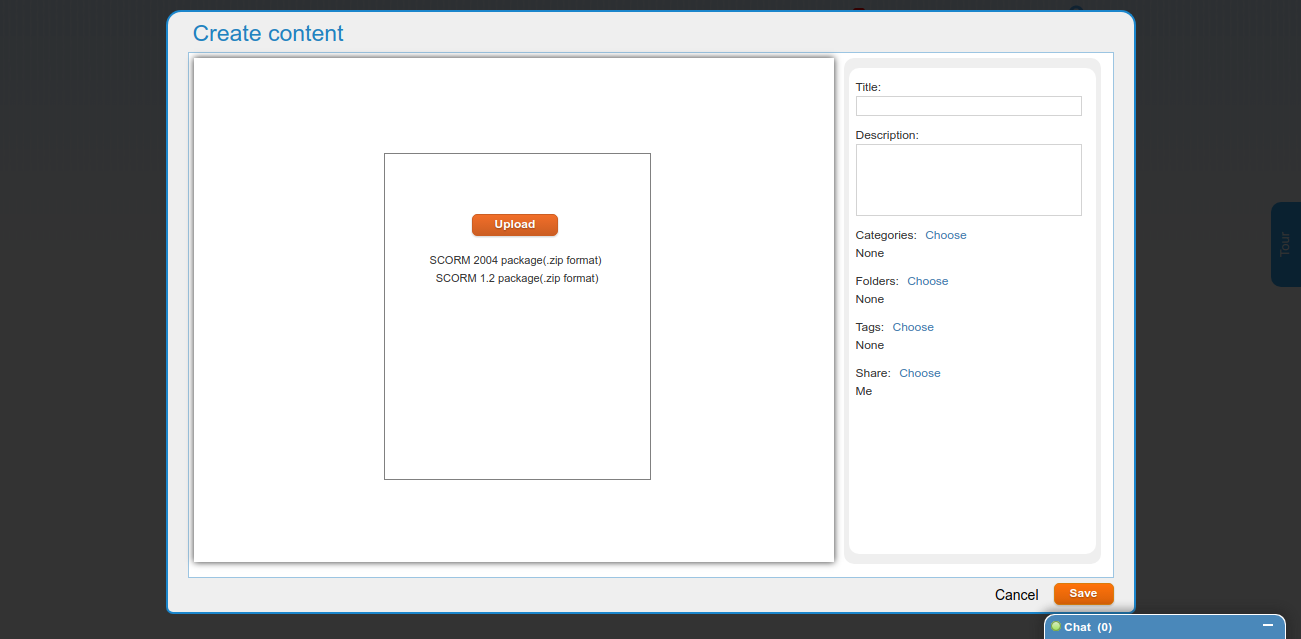 Create content
Upload
SCORM 2004 package(.zip format)
SCORM 1.2 package(.zip format)
Title:
Description:
Categories: Choose
None
Folders: Choose
None
Tags: Choose
None
Share: Choose
Me
Tour
Cancel Save
Chat (0)